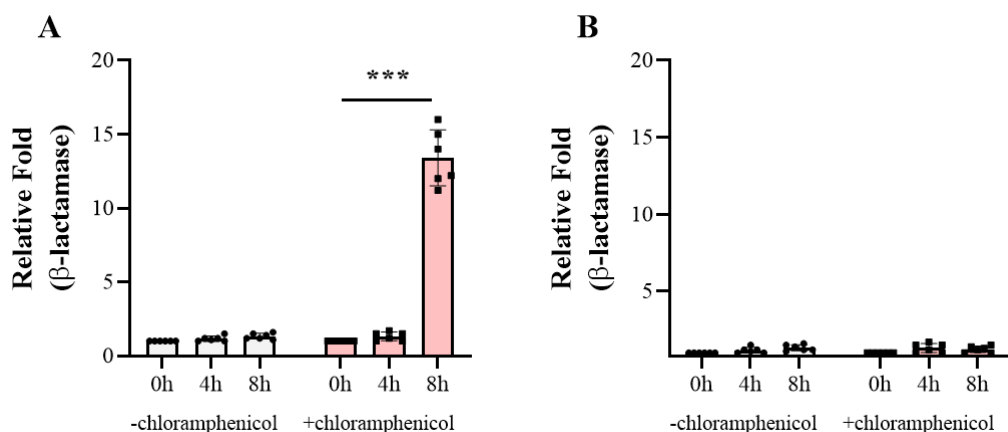 A
Relative Fold
(β-lactamase)
20
15
10
5
0
***
0h 4h 8h 0h 4h 8h
-chloramphenicol +chloramphenicol
B
Relative Fold
(β-lactamase)
20
15
10
5
0h 4h 8h 0h 4h 8h
-chloramphenicol +chloramphenicol